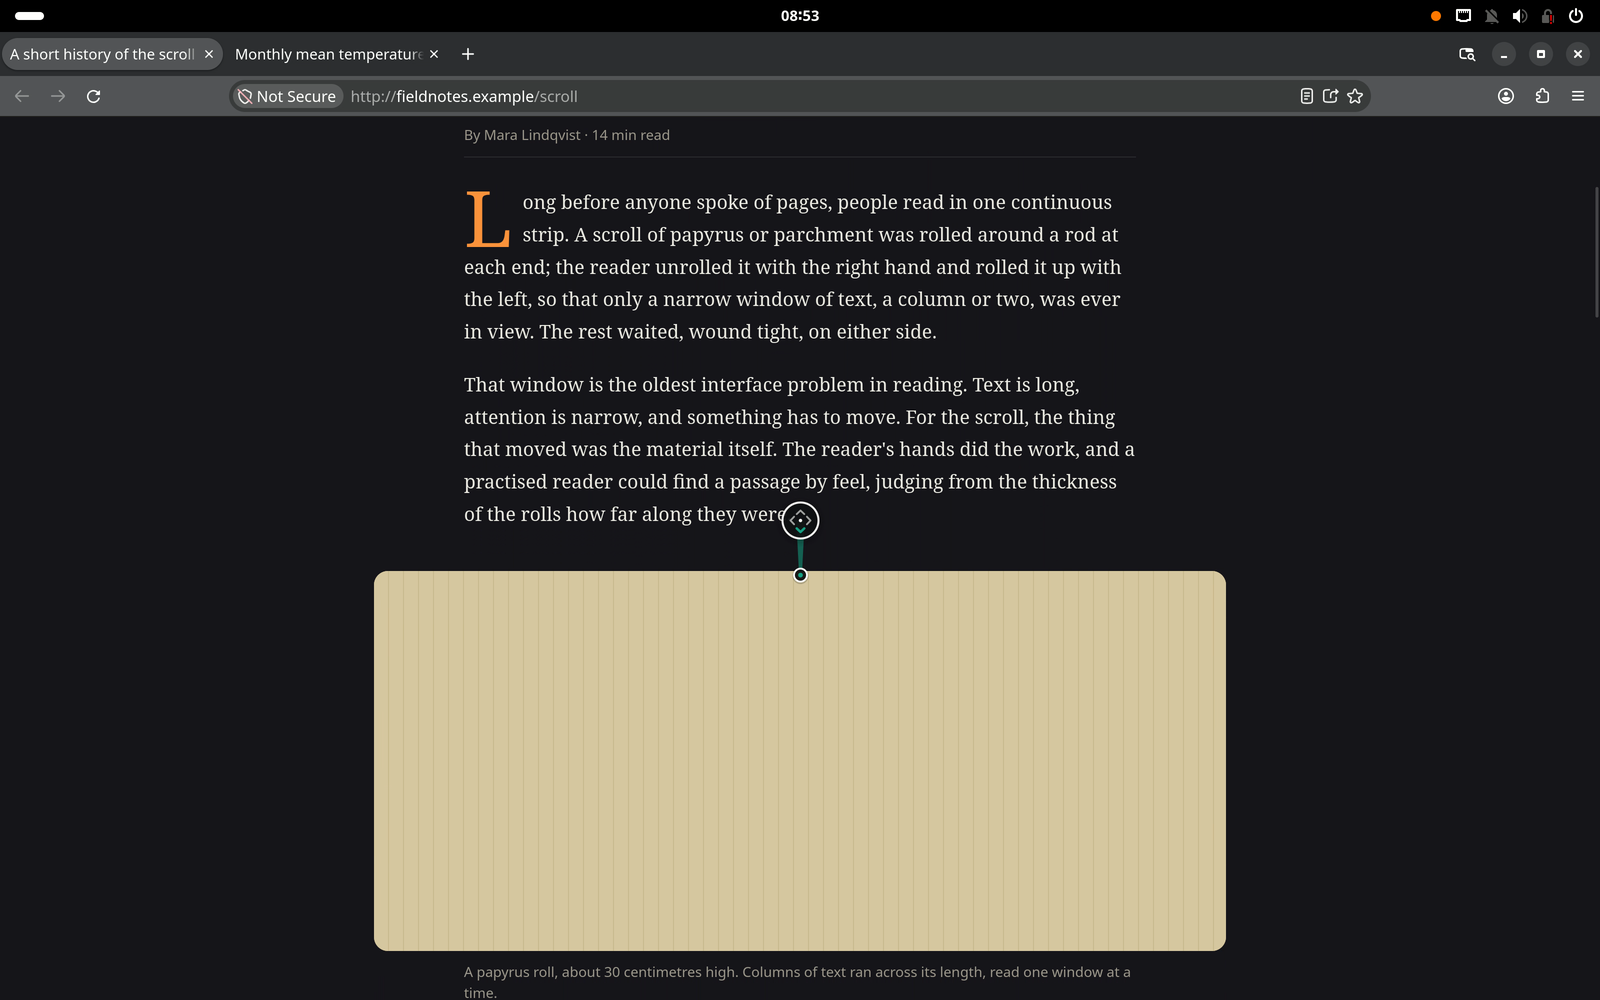 08:53
A short history of the scroll
Monthly mean temperature
Not Secure
http://fieldnotes.example/scroll
By Mara Lindqvist · 14 min read
Long before anyone spoke of pages, people read in one continuous
strip. A scroll of papyrus or parchment was rolled around a rod at
each end; the reader unrolled it with the right hand and rolled it up with
the left, so that only a narrow window of text, a column or two, was ever
in view. The rest waited, wound tight, on either side.
That window is the oldest interface problem in reading. Text is long,
attention is narrow, and something has to move. For the scroll, the thing
that moved was the material itself. The reader's hands did the work, and a
practised reader could find a passage by feel, judging from the thickness
of the rolls how far along they were
A papyrus roll, about 30 centimetres high. Columns of text ran across its length, read one window at a
time.